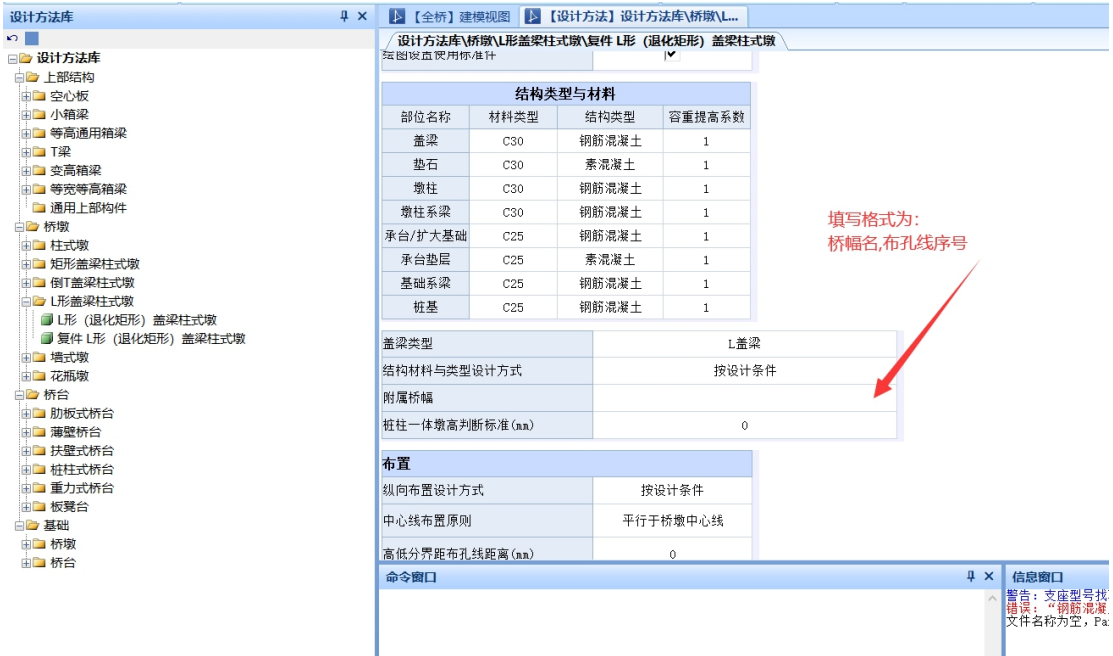 设计方法库
【全桥】建模视图
【设计方法】设计方法库\桥墩\L...
设计方法库\桥墩\L形盖梁柱式墩\复件 L形（退化矩形）盖梁柱式墩
设计方法库
上部结构
空心板
小箱梁
等高通用箱梁
T梁
变高箱梁
等宽等高箱梁
通用上部构件
桥墩
柱式墩
矩形盖梁柱式墩
倒T盖梁柱式墩
L形盖梁柱式墩
L形（退化矩形）盖梁柱式墩
复件 L形（退化矩形）盖梁柱式墩
墙式墩
花瓶墩
桥台
肋板式桥台
薄壁桥台
扶壁式桥台
桩柱式桥台
重力式桥台
板凳台
基础
桥墩
桥台
绘图设置使用标准件
结构类型与材料
部位名称 材料类型 结构类型 容重提高系数
盖梁 C30 钢筋混凝土 1
垫石 C30 素混凝土 1
墩柱 C30 钢筋混凝土 1
墩柱系梁 C30 钢筋混凝土 1
承台/扩大基础 C25 钢筋混凝土 1
承台垫层 C25 素混凝土 1
基础系梁 C25 钢筋混凝土 1
桩基 C25 钢筋混凝土 1
填写格式为：
桥幅名,布孔线序号
盖梁类型 L盖梁
结构材料与类型设计方式 按设计条件
附属桥幅
桩柱一体墩高判断标准(mm) 0
布置
纵向布置设计方式 按设计条件
中心线布置原则 平行于桥墩中心线
高低分界距布孔线距离(mm) 0
命令窗口
信息窗口
警告：支座型号找
错误：“钢筋混凝
文件名称为空，Pa